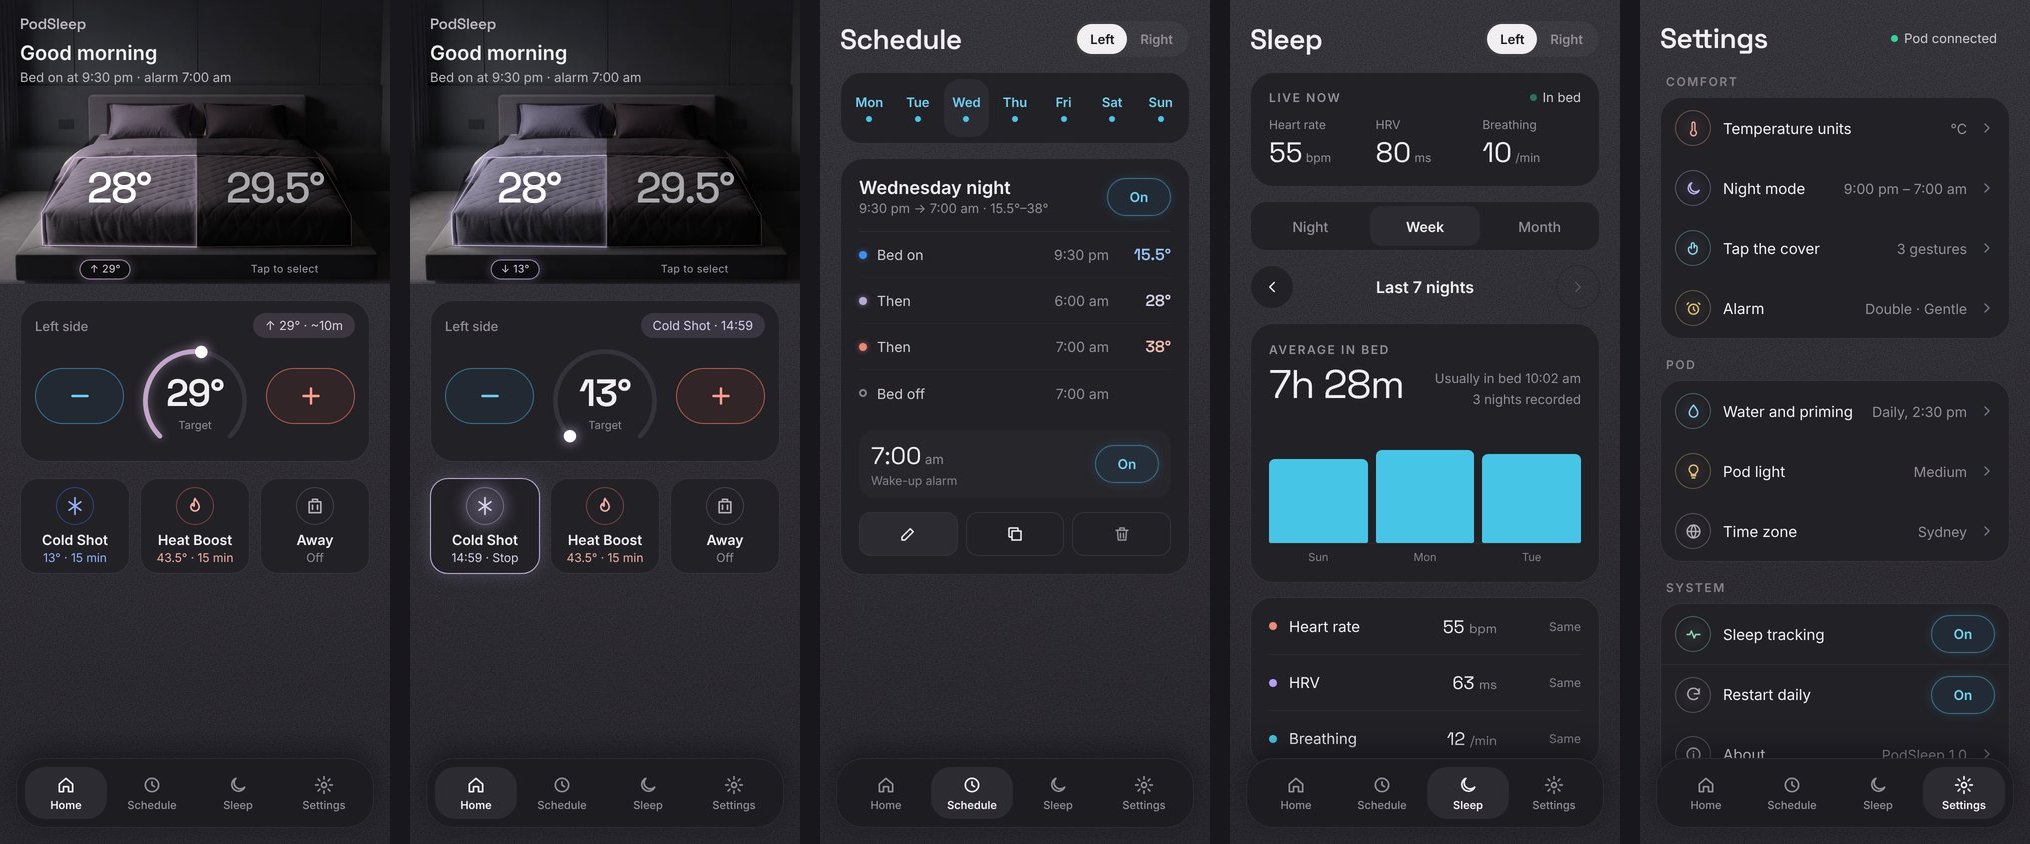 PodSleep
Good morning
Bed on at 9:30 pm · alarm 7:00 am
28°
29.5°
↑ 29°
Tap to select
Left side
↑ 29° · ~10m
−
29°
Target
+
Cold Shot
13° · 15 min
Heat Boost
43.5° · 15 min
Away
Off
Home
Schedule
Sleep
Settings
PodSleep
Good morning
Bed on at 9:30 pm · alarm 7:00 am
28°
29.5°
↓ 13°
Tap to select
Left side
Cold Shot · 14:59
−
13°
Target
+
Cold Shot
14:59 · Stop
Heat Boost
43.5° · 15 min
Away
Off
Home
Schedule
Sleep
Settings
Schedule
Left Right
Mon Tue Wed Thu Fri Sat Sun
Wednesday night
9:30 pm → 7:00 am · 15.5°–38°
On
Bed on 9:30 pm 15.5°
Then 6:00 am 28°
Then 7:00 am 38°
Bed off 7:00 am
7:00 am
Wake-up alarm
On
Home
Schedule
Sleep
Settings
Sleep
Left Right
LIVE NOW
In bed
Heart rate HRV Breathing
55 bpm 80 ms 10 /min
Night Week Month
Last 7 nights
AVERAGE IN BED
7h 28m
Usually in bed 10:02 am
3 nights recorded
Sun Mon Tue
Heart rate 55 bpm Same
HRV 63 ms Same
Breathing 12 /min Same
Home
Schedule
Sleep
Settings
Settings
Pod connected
COMFORT
Temperature units °C
Night mode 9:00 pm – 7:00 am
Tap the cover 3 gestures
Alarm Double · Gentle
POD
Water and priming Daily, 2:30 pm
Pod light Medium
Time zone Sydney
SYSTEM
Sleep tracking On
Restart daily On
About PodSleep 1.0
Home
Schedule
Sleep
Settings